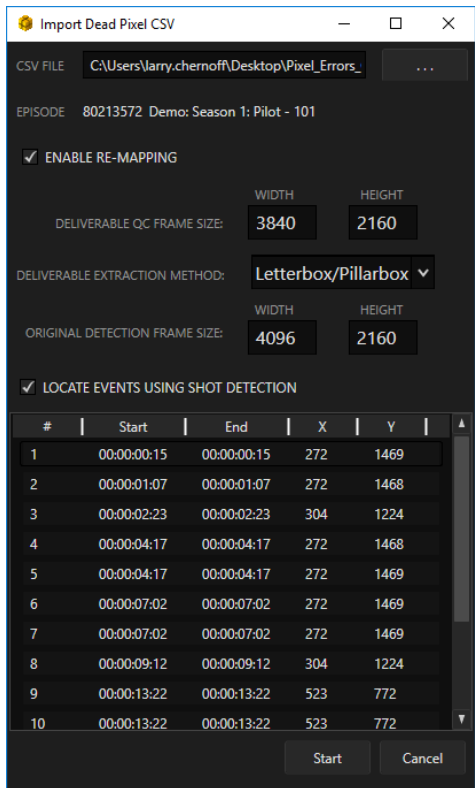 Import Dead Pixel CSV
CSV FILE C:\Users\larry.chernoff\Desktop\Pixel_Errors_ ...
EPISODE 80213572 Demo: Season 1: Pilot - 101
ENABLE RE-MAPPING
WIDTH HEIGHT
DELIVERABLE QC FRAME SIZE: 3840 2160
DELIVERABLE EXTRACTION METHOD: Letterbox/Pillarbox
WIDTH HEIGHT
ORIGINAL DETECTION FRAME SIZE: 4096 2160
LOCATE EVENTS USING SHOT DETECTION
# Start End X Y
1 00:00:00:15 00:00:00:15 272 1469
2 00:00:01:07 00:00:01:07 272 1468
3 00:00:02:23 00:00:02:23 304 1224
4 00:00:04:17 00:00:04:17 272 1468
5 00:00:04:17 00:00:04:17 272 1469
6 00:00:07:02 00:00:07:02 272 1469
7 00:00:07:02 00:00:07:02 272 1469
8 00:00:09:12 00:00:09:12 304 1224
9 00:00:13:22 00:00:13:22 523 772
10 00:00:13:22 00:00:13:22 523 772
Start Cancel